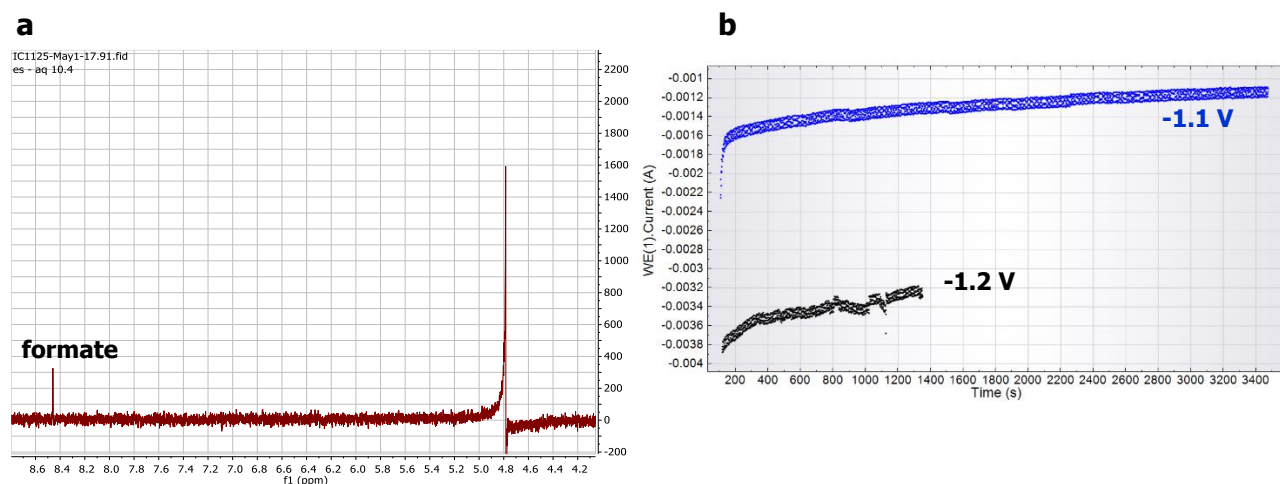 a
IC1125-May1-17.91.fid
es - aq 10.4
2200
2000
1800
1600
1400
1200
1000
800
600
400
200
0
-200
formate
8.6 8.4 8.2 8.0 7.8 7.6 7.4 7.2 7.0 6.8 6.6 6.4 6.2 6.0 5.8 5.6 5.4 5.2 5.0 4.8 4.6 4.4 4.2
f1 (ppm)
b
-0.001
-0.0012
-0.0014
-0.0016
-0.0018
-0.002
-0.0022
-0.0024
-0.0026
-0.0028
-0.003
-0.0032
-0.0034
-0.0036
-0.0038
-0.004
WE(1).Current (A)
-1.1 V
-1.2 V
200 400 600 800 1000 1200 1400 1600 1800 2000 2200 2400 2600 2800 3000 3200 3400
Time (s)